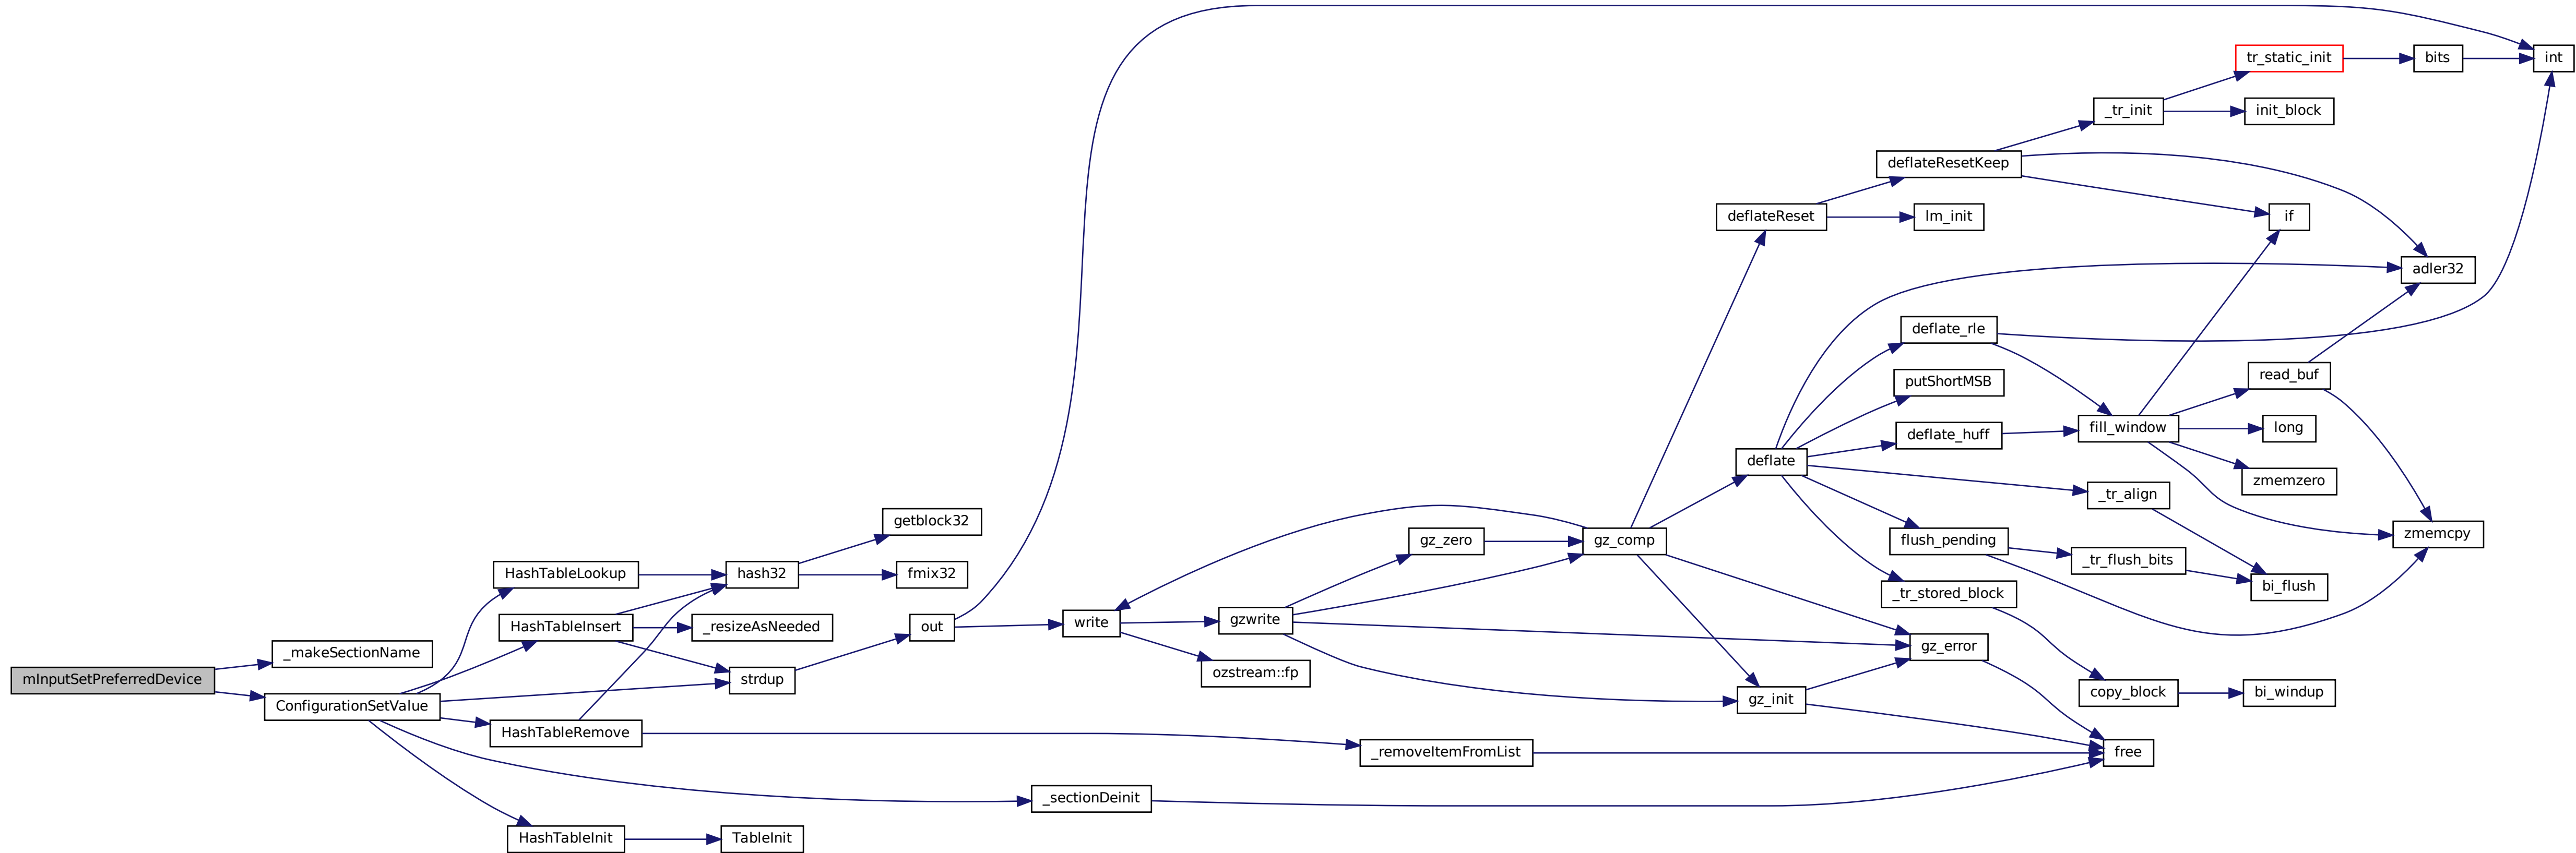 mInputSetPreferredDevice
_makeSectionName
ConfigurationSetValue
HashTableLookup
HashTableInsert
HashTableRemove
HashTableInit
hash32
_resizeAsNeeded
strdup
TableInit
getblock32
fmix32
out
_sectionDeinit
write
gzwrite
ozstream::fp
gz_zero
_removeItemFromList
gz_comp
deflateReset
deflate
gz_init
deflateResetKeep
lm_init
deflate_rle
putShortMSB
deflate_huff
flush_pending
_tr_stored_block
gz_error
_tr_init
fill_window
_tr_align
_tr_flush_bits
copy_block
free
tr_static_init
init_block
if
read_buf
long
zmemzero
bi_flush
bi_windup
bits
adler32
zmemcpy
int